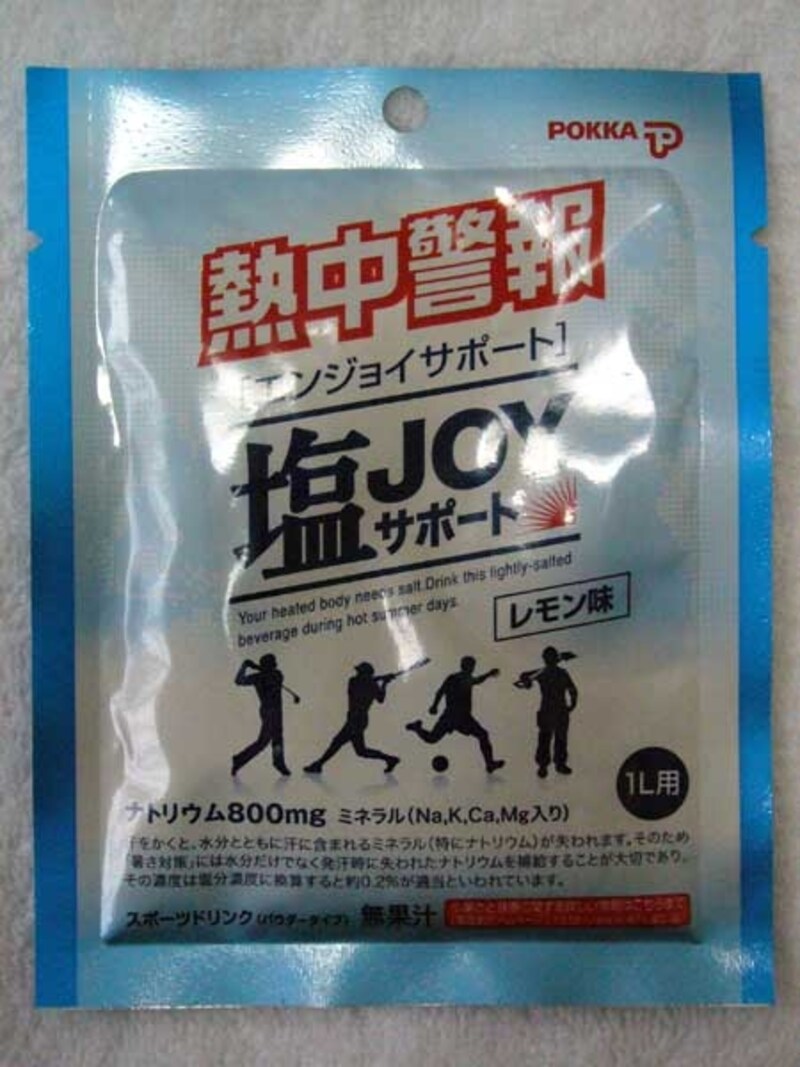 POKKA
熱中警報
[エンジョイサポート]
塩JOY
サポート
Your heated body needs salt.Drink this lightly-salted
beverage during hot summer days.
レモン味
1L用
ナトリウム800mg ミネラル(Na,K,Ca,Mg入り)
汗をかくと、水分とともに汗に含まれるミネラル(特にナトリウム)が失われます。そのため
「暑さ対策」には水分だけでなく発汗時に失われたナトリウムを補給することが大切であり、
その濃度は塩分濃度に換算すると約0.2%が適当といわれています。
スポーツドリンク(パウダータイプ) 無果汁